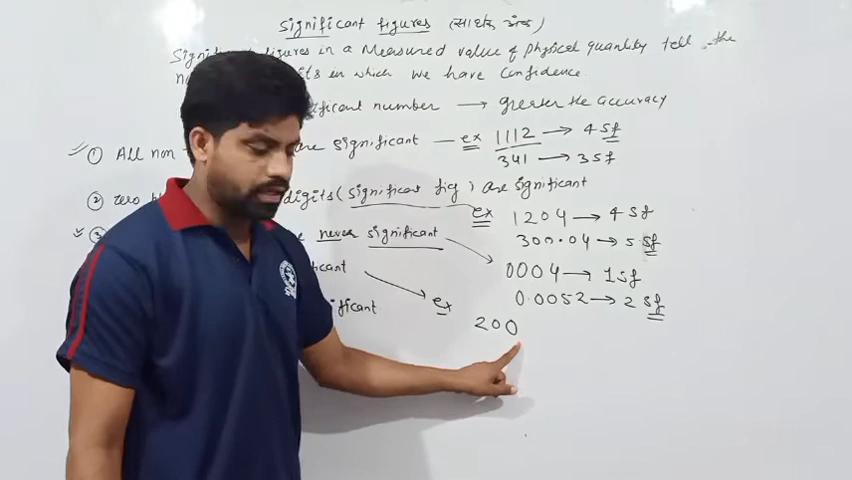 Significant figures (सार्थक अंक)
Significant figures in a Measured value of physical quantity tell the
in which we have Confidence
number → greater the accuracy
① All non are significant — ex 1112 → 4 Sf
341 → 3 Sf
② zero digits (significant fig) are significant
ex 1204 → 4 Sf
300.04 → 5 Sf
③ never significant
0004 → 1 Sf
0.0052 → 2 Sf
ex
200